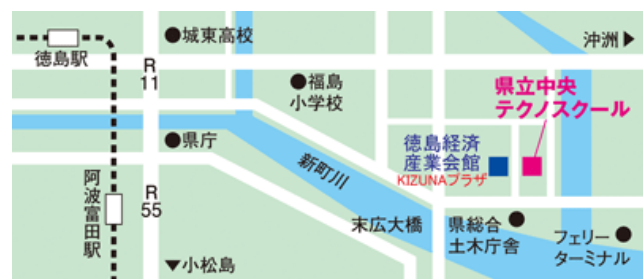 城東高校
沖洲▶
徳島駅
R
11
福島
小学校
県立中央
テクノスクール
県庁
徳島経済
産業会館
KIZUNAプラザ
新町川
阿波富田駅
R
55
末広大橋
県総合
土木庁舎
フェリー
ターミナル
▼小松島